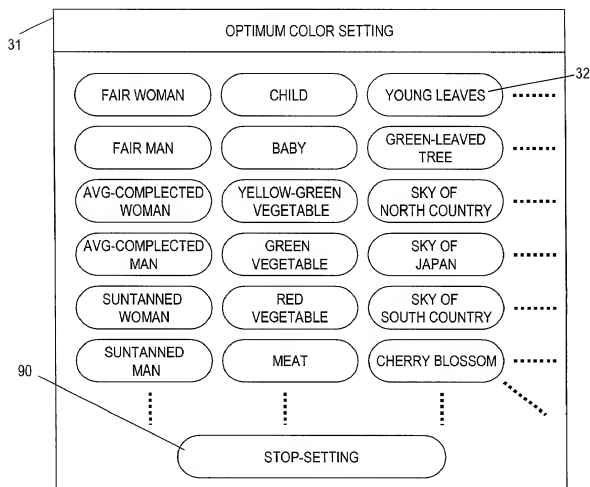 31
OPTIMUM COLOR SETTING
32
FAIR WOMAN
CHILD
YOUNG LEAVES
FAIR MAN
BABY
GREEN-LEAVED
TREE
AVG-COMPLECTED
WOMAN
YELLOW-GREEN
VEGETABLE
SKY OF
NORTH COUNTRY
AVG-COMPLECTED
MAN
GREEN
VEGETABLE
SKY OF
JAPAN
SUNTANNED
WOMAN
RED
VEGETABLE
SKY OF
SOUTH COUNTRY
SUNTANNED
MAN
MEAT
CHERRY BLOSSOM
90
STOP-SETTING